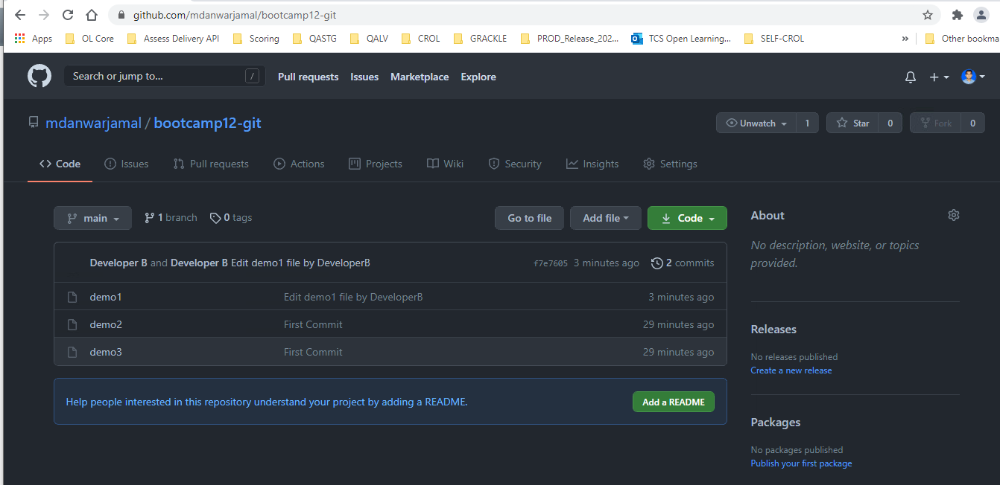 github.com/mdanwarjamal/bootcamp12-git
Apps OL Core Assess Delivery API Scoring QASTG QALV CROL GRACKLE PROD_Release_202... TCS Open Learning... SELF-CROL » Other bookma
Search or jump to... / Pull requests Issues Marketplace Explore
mdanwarjamal / bootcamp12-git Unwatch 1 Star 0 Fork 0
<> Code Issues Pull requests Actions Projects Wiki Security Insights Settings
main 1 branch 0 tags Go to file Add file Code
About
No description, website, or topics
provided.
Developer B and Developer B Edit demo1 file by DeveloperB f7e7605 3 minutes ago 2 commits
demo1 Edit demo1 file by DeveloperB 3 minutes ago
demo2 First Commit 29 minutes ago
demo3 First Commit 29 minutes ago
Help people interested in this repository understand your project by adding a README. Add a README
Releases
No releases published
Create a new release
Packages
No packages published
Publish your first package